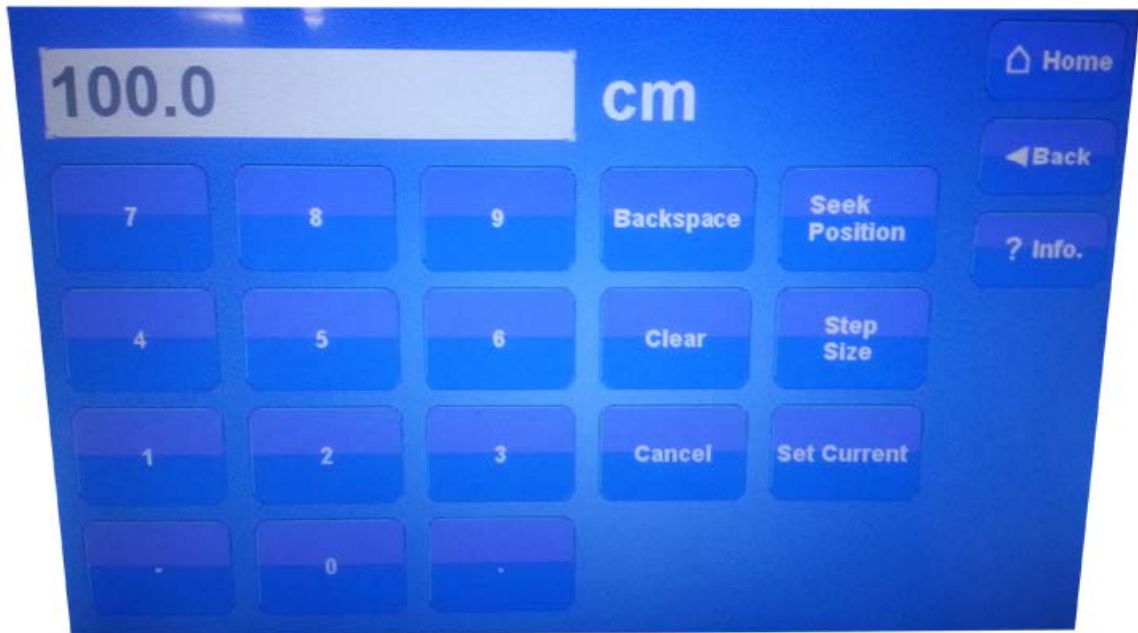 100.0 cm
Home
Back
? Info.
7 8 9 Backspace Seek Position
4 5 6 Clear Step Size
1 2 3 Cancel Set Current
- 0 .